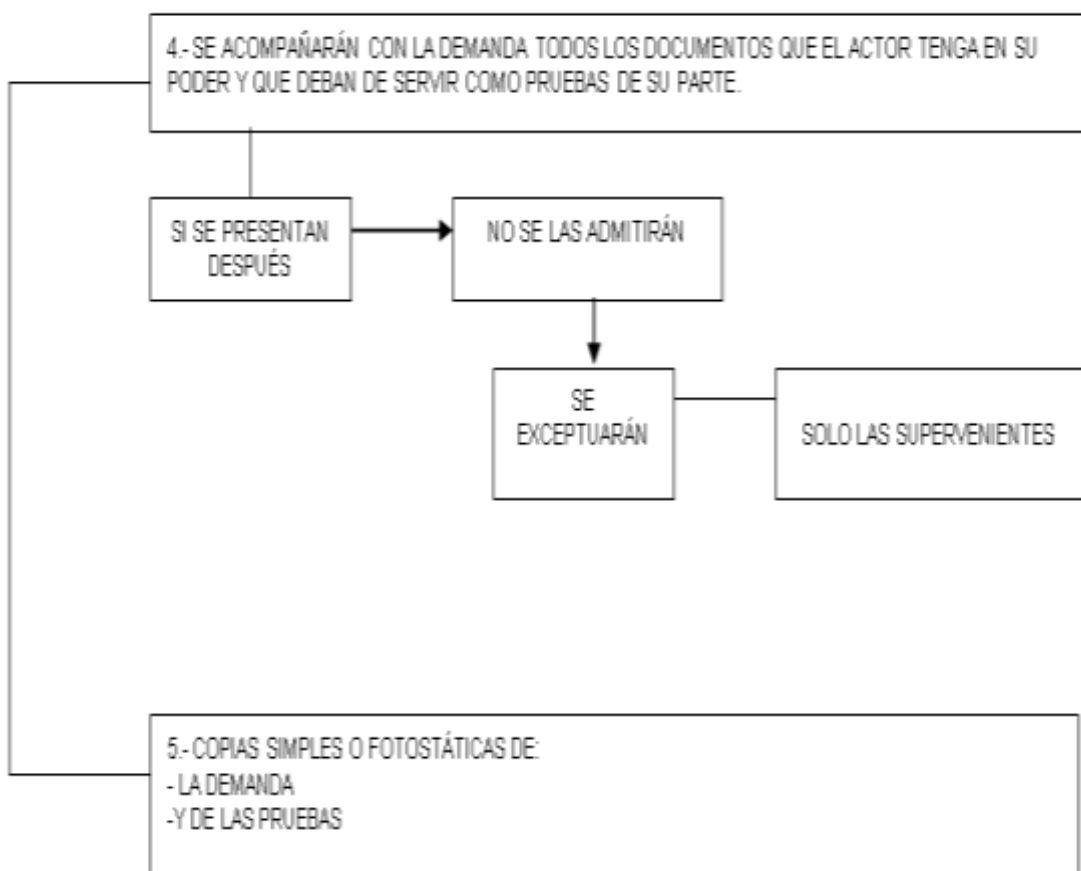 4.- SE ACOMPAÑARÁN CON LA DEMANDA TODOS LOS DOCUMENTOS QUE EL ACTOR TENGA EN SU
PODER Y QUE DEBAN DE SERVIR COMO PRUEBAS DE SU PARTE.
SI SE PRESENTAN
DESPUÉS
NO SE LAS ADMITIRÁN
SE
EXCEPTUARÁN
SOLO LAS SUPERVENIENTES
5.- COPIAS SIMPLES O FOTOSTÁTICAS DE:
- LA DEMANDA
-Y DE LAS PRUEBAS